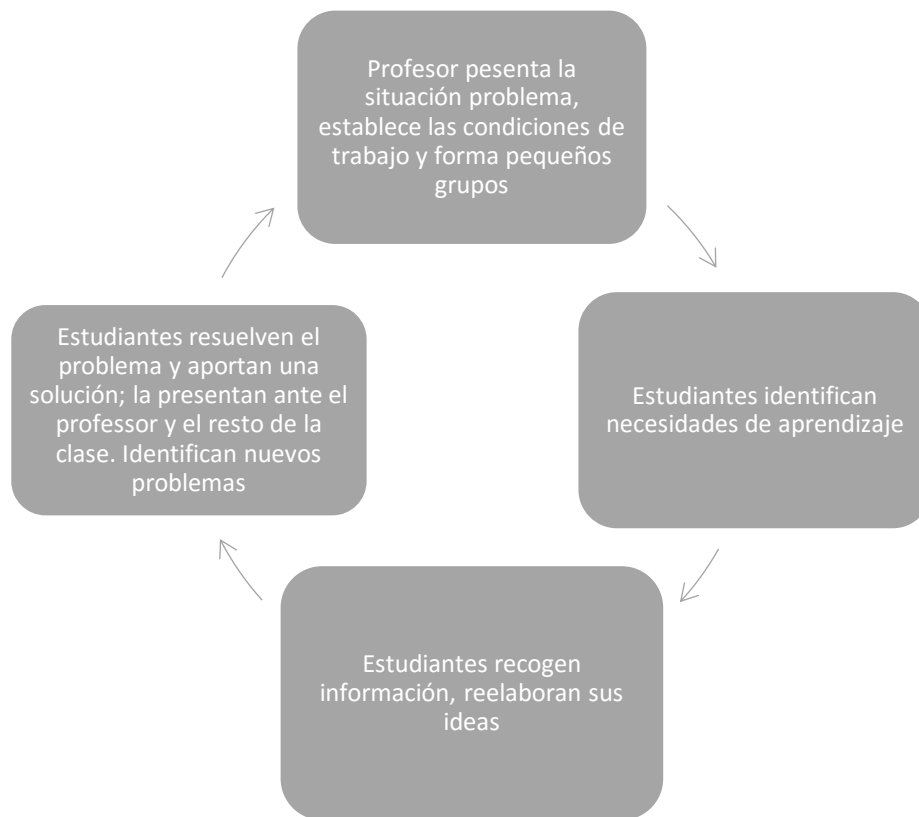 Profesor pesenta la
situación problema,
establece las condiciones de
trabajo y forma pequeños
grupos
Estudiantes identifican
necesidades de aprendizaje
Estudiantes recogen
información, reelaboran sus
ideas
Estudiantes resuelven el
problema y aportan una
solución; la presentan ante el
professor y el resto de la
clase. Identifican nuevos
problemas